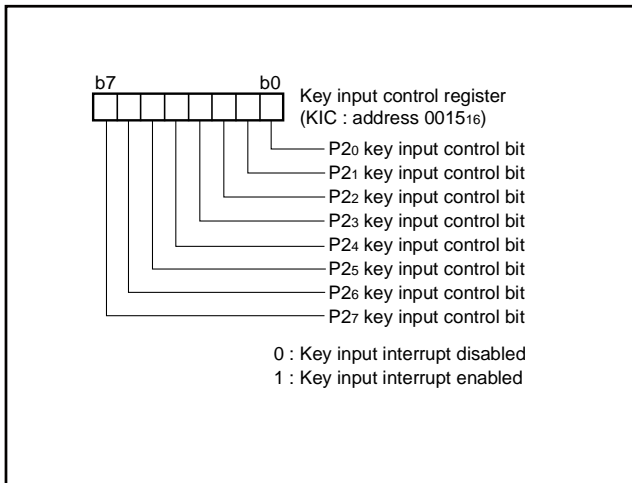 b7 b0
Key input control register
(KIC : address 0015₁₆)
P2₀ key input control bit
P2₁ key input control bit
P2₂ key input control bit
P2₃ key input control bit
P2₄ key input control bit
P2₅ key input control bit
P2₆ key input control bit
P2₇ key input control bit
0 : Key input interrupt disabled
1 : Key input interrupt enabled